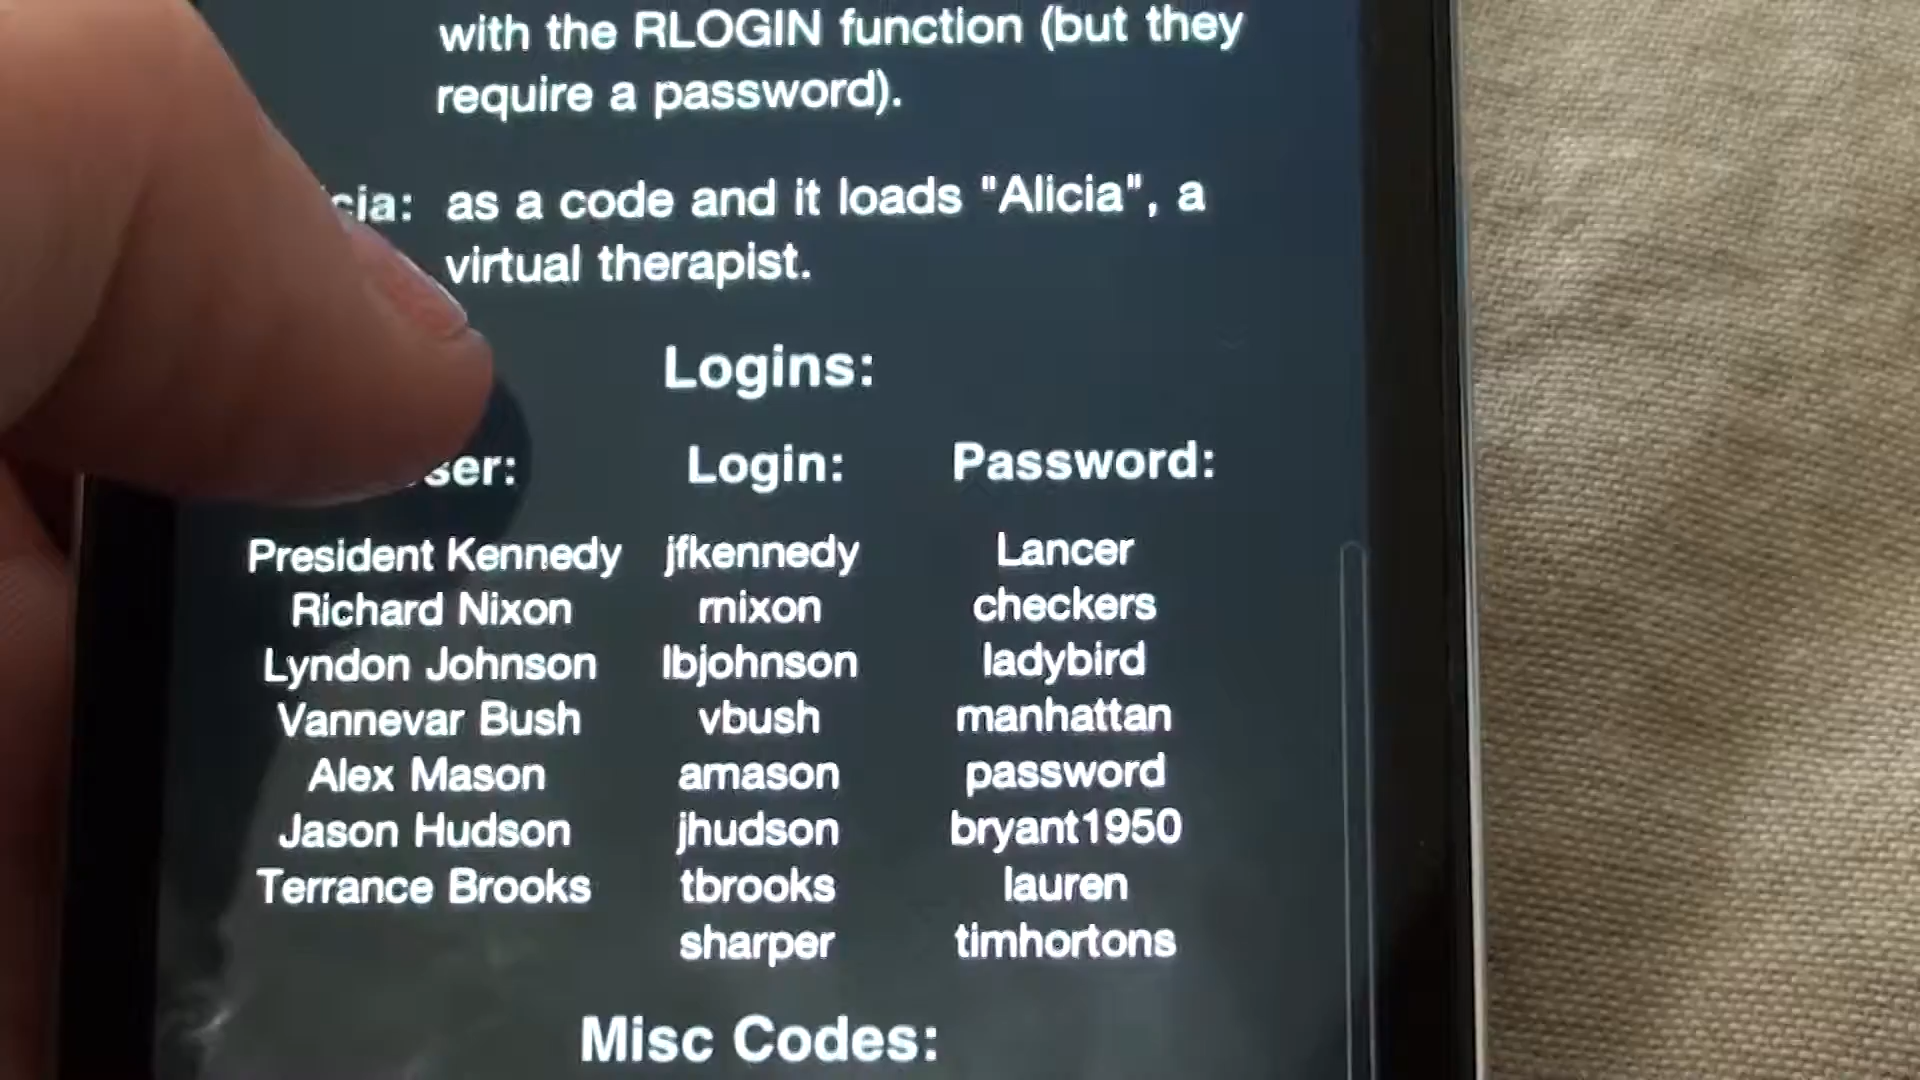 with the RLOGIN function (but they
require a password).
cia: as a code and it loads "Alicia", a
virtual therapist.
Logins:
ser: Login: Password:
President Kennedy jfkennedy Lancer
Richard Nixon rnixon checkers
Lyndon Johnson lbjohnson ladybird
Vannevar Bush vbush manhattan
Alex Mason amason password
Jason Hudson jhudson bryant1950
Terrance Brooks tbrooks lauren
sharper timhortons
Misc Codes: